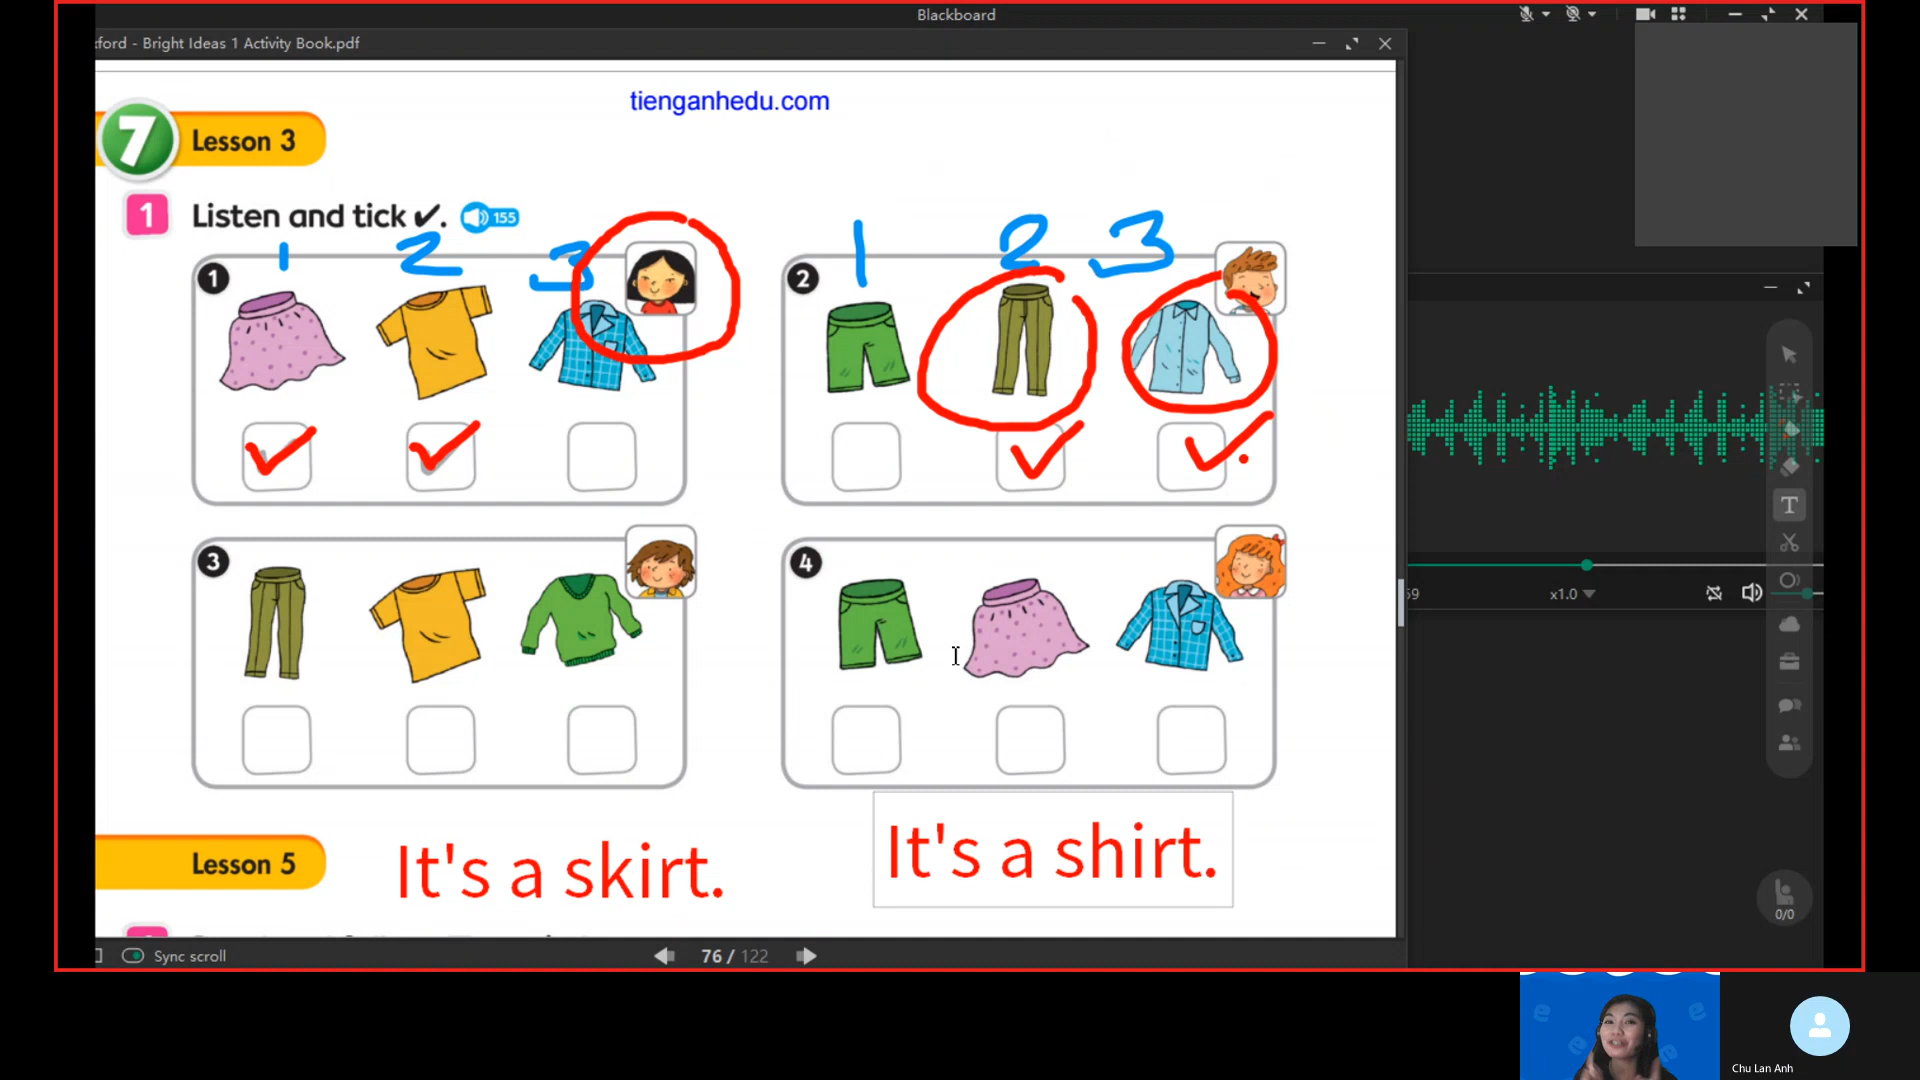 Blackboard
xford - Bright Ideas 1 Activity Book.pdf
tienganhedu.com
7 Lesson 3
1 Listen and tick ✔. 155
1 2 3
1 2 3
1
2
3
4
T
59
x1.0
Lesson 5
It's a skirt.
It's a shirt.
0/0
Sync scroll
76 / 122
Chu Lan Anh